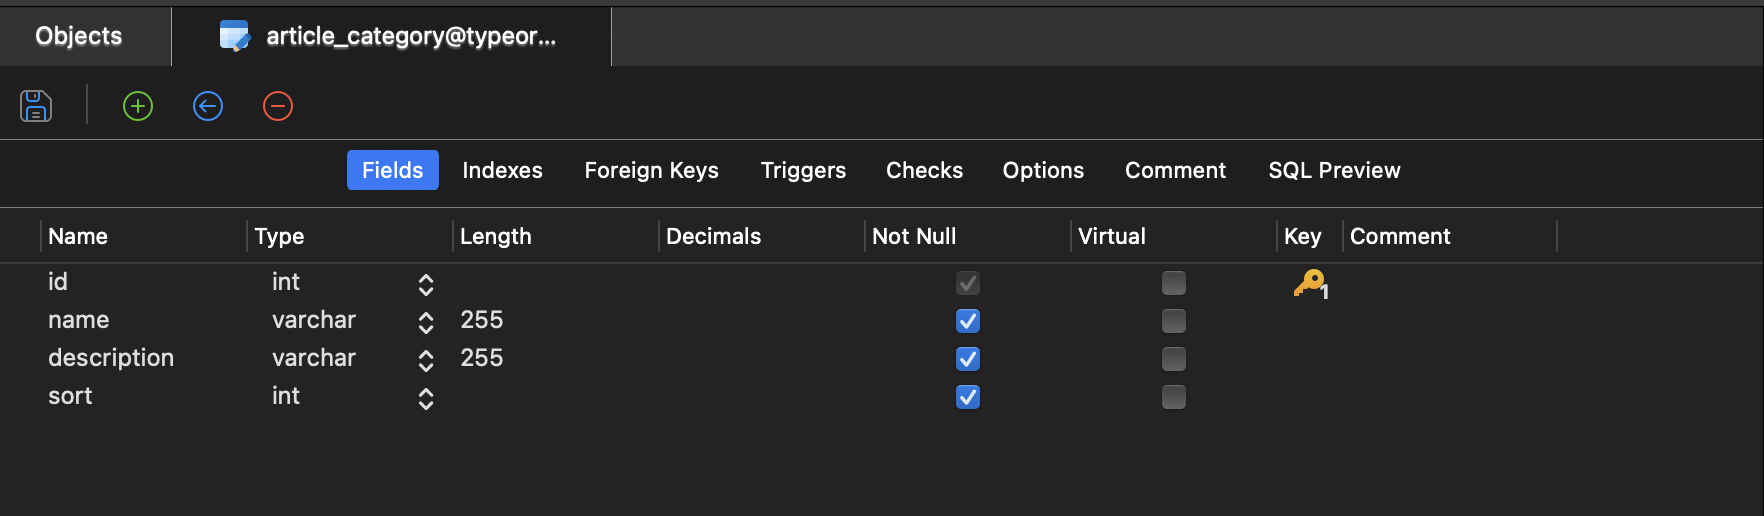 Objects article_category@typeor...
Fields Indexes Foreign Keys Triggers Checks Options Comment SQL Preview
Name Type Length Decimals Not Null Virtual Key Comment
id int 1
name varchar 255
description varchar 255
sort int